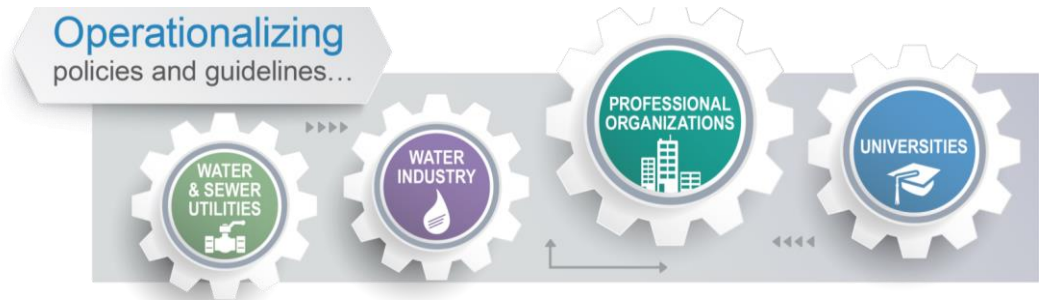 Operationalizing
policies and guidelines...
WATER
& SEWER
UTILITIES
WATER
INDUSTRY
PROFESSIONAL
ORGANIZATIONS
UNIVERSITIES